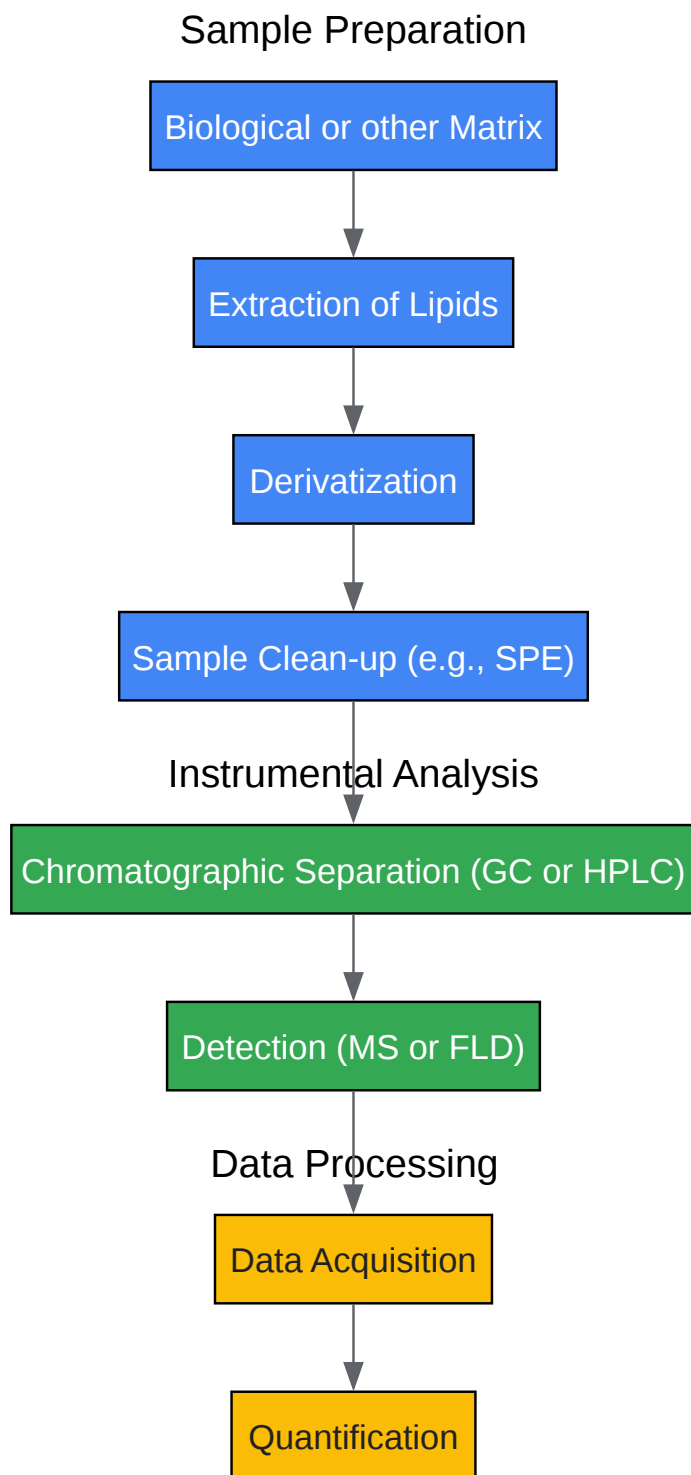 Sample Preparation
Biological or other Matrix
Extraction of Lipids
Derivatization
Sample Clean-up (e.g., SPE)
Instrumental Analysis
Chromatographic Separation (GC or HPLC)
Detection (MS or FLD)
Data Processing
Data Acquisition
Quantification